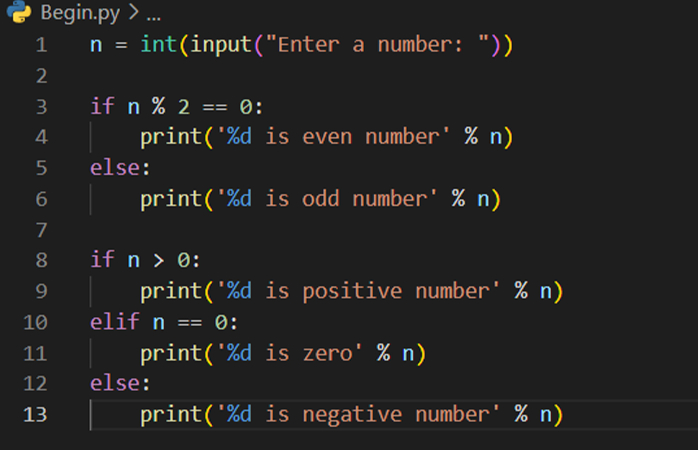 Begin.py > ...
1 n = int(input("Enter a number: "))
2
3 if n % 2 == 0:
4     print('%d is even number' % n)
5 else:
6     print('%d is odd number' % n)
7
8 if n > 0:
9     print('%d is positive number' % n)
10 elif n == 0:
11     print('%d is zero' % n)
12 else:
13     print('%d is negative number' % n)